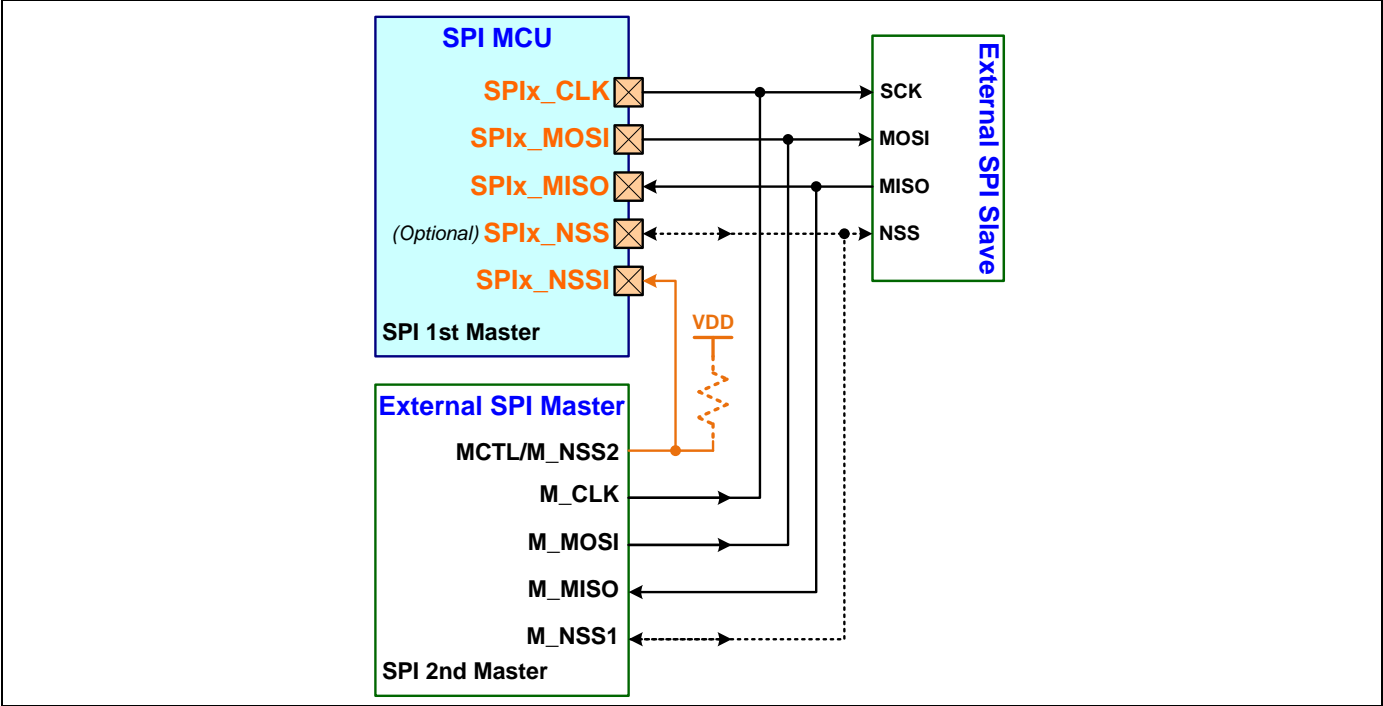 SPI MCU
SPIx_CLK
SPIx_MOSI
SPIx_MISO
(Optional) SPIx_NSS
SPIx_NSSI
SPI 1st Master
SCK
MOSI
MISO
NSS
External SPI Slave
VDD
External SPI Master
MCTL/M_NSS2
M_CLK
M_MOSI
M_MISO
M_NSS1
SPI 2nd Master